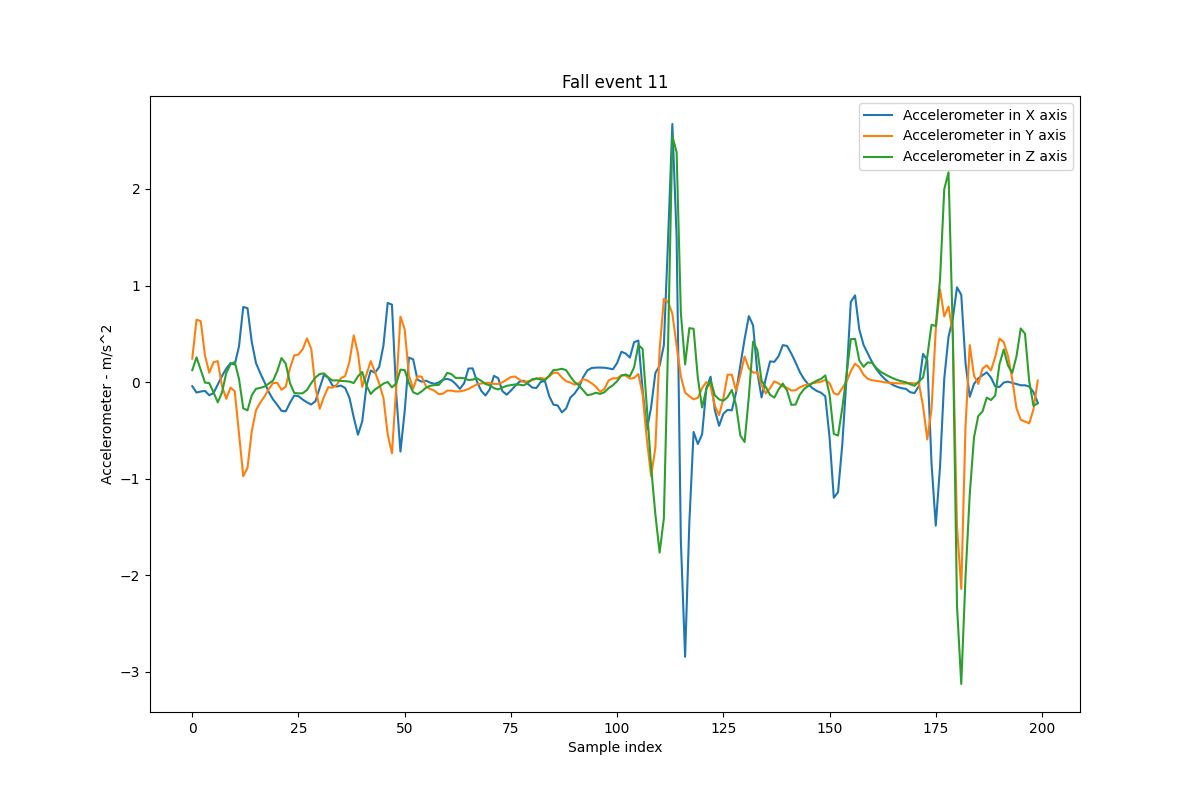 Fall event 11
Accelerometer in X axis
Accelerometer in Y axis
Accelerometer in Z axis
Accelerometer - m/s^2
2
1
0
−1
−2
−3
0
25
50
75
100
125
150
175
200
Sample index